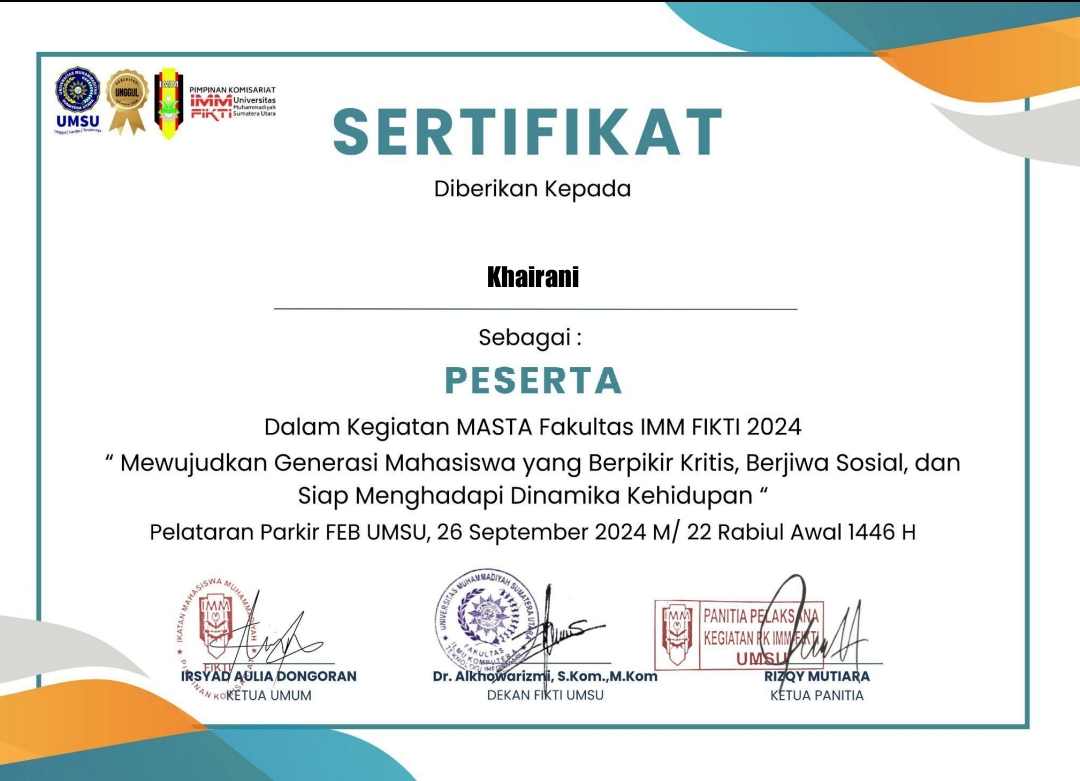 UMSU
UNGGUL
PIMPINAN KOMISARIAT
IMM Universitas
Muhammadiyah
FIKTI Sumatera Utara
SERTIFIKAT
Diberikan Kepada
Khairani
Sebagai :
PESERTA
Dalam Kegiatan MASTA Fakultas IMM FIKTI 2024
“ Mewujudkan Generasi Mahasiswa yang Berpikir Kritis, Berjiwa Sosial, dan
Siap Menghadapi Dinamika Kehidupan “
Pelataran Parkir FEB UMSU, 26 September 2024 M/ 22 Rabiul Awal 1446 H
IKATAN MAHASISWA MUHAMMADIYAH
IMM
FIKTI
PIMPINAN KOMISARIAT
IRSYAD AULIA DONGORAN
KETUA UMUM
UNIVERSITAS MUHAMMADIYAH SUMATERA UTARA
FAKULTAS
ILMU KOMPUTER &
TEKNOLOGI INFORMASI
Dr. Alkhowarizmi, S.Kom.,M.Kom
DEKAN FIKTI UMSU
IMM
PANITIA PELAKSANA
KEGIATAN PK IMM FIKTI
UMSU
RIZQY MUTIARA
KETUA PANITIA